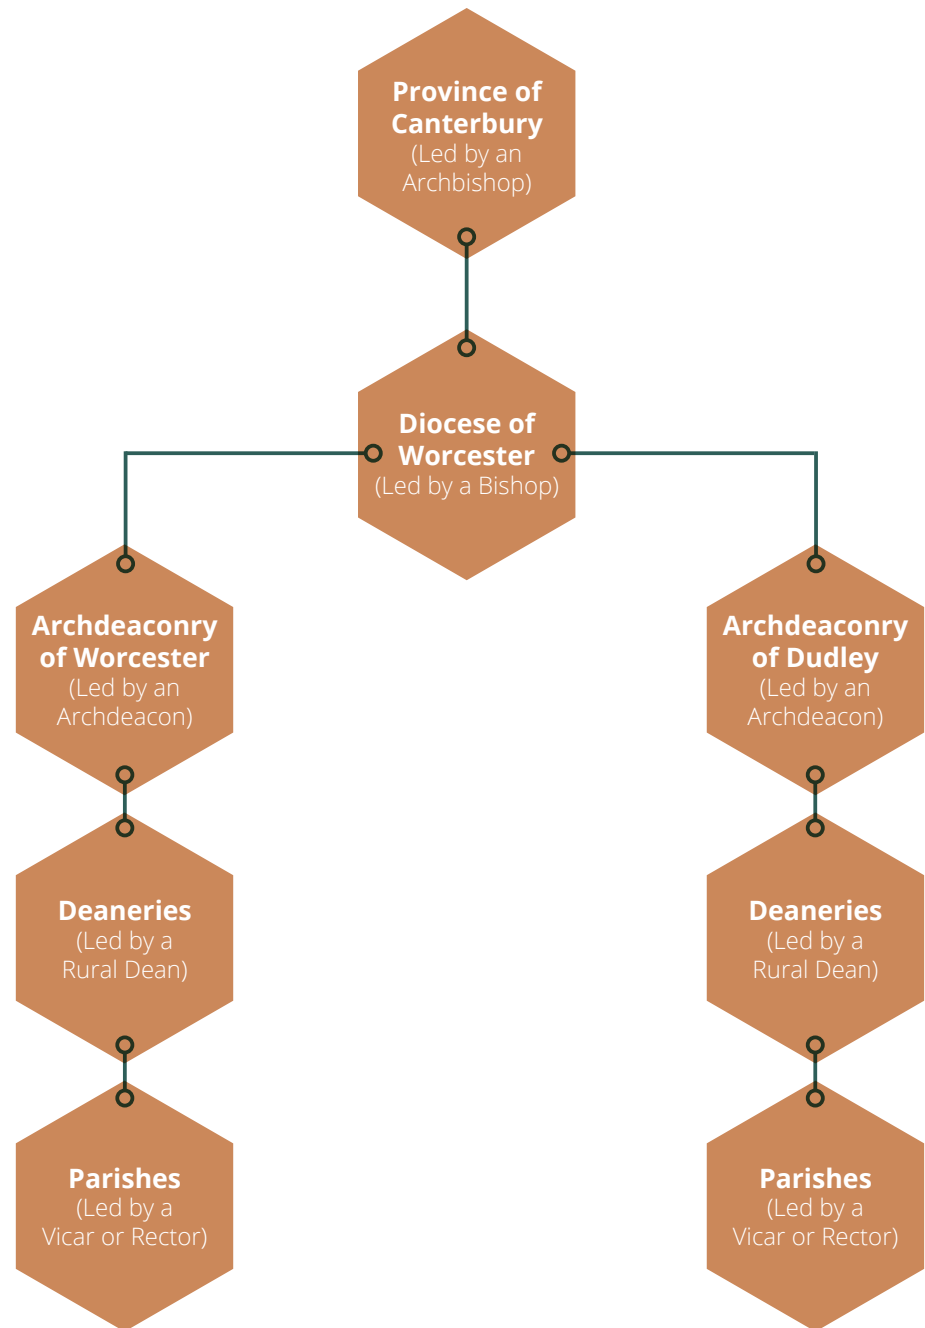 Province of
Canterbury
(Led by an
Archbishop)
Diocese of
Worcester
(Led by a Bishop)
Archdeaconry
of Worcester
(Led by an
Archdeacon)
Archdeaconry
of Dudley
(Led by an
Archdeacon)
Deaneries
(Led by a
Rural Dean)
Deaneries
(Led by a
Rural Dean)
Parishes
(Led by a
Vicar or Rector)
Parishes
(Led by a
Vicar or Rector)